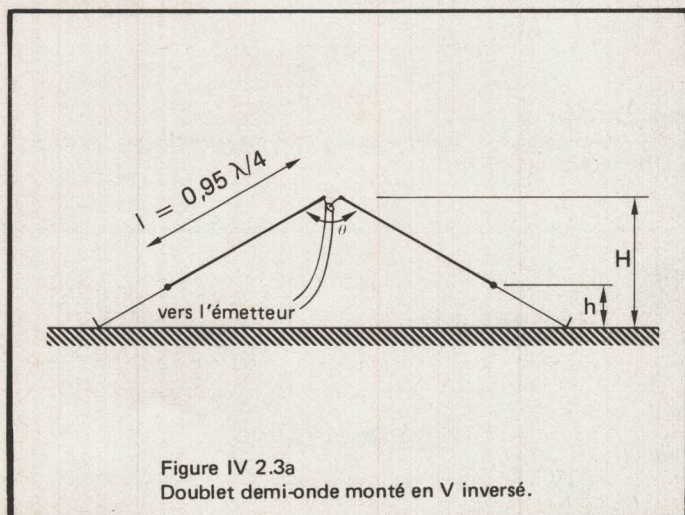 l = 0,95 λ/4
θ
H
h
vers l'émetteur
Figure IV 2.3a
Doublet demi-onde monté en V inversé.